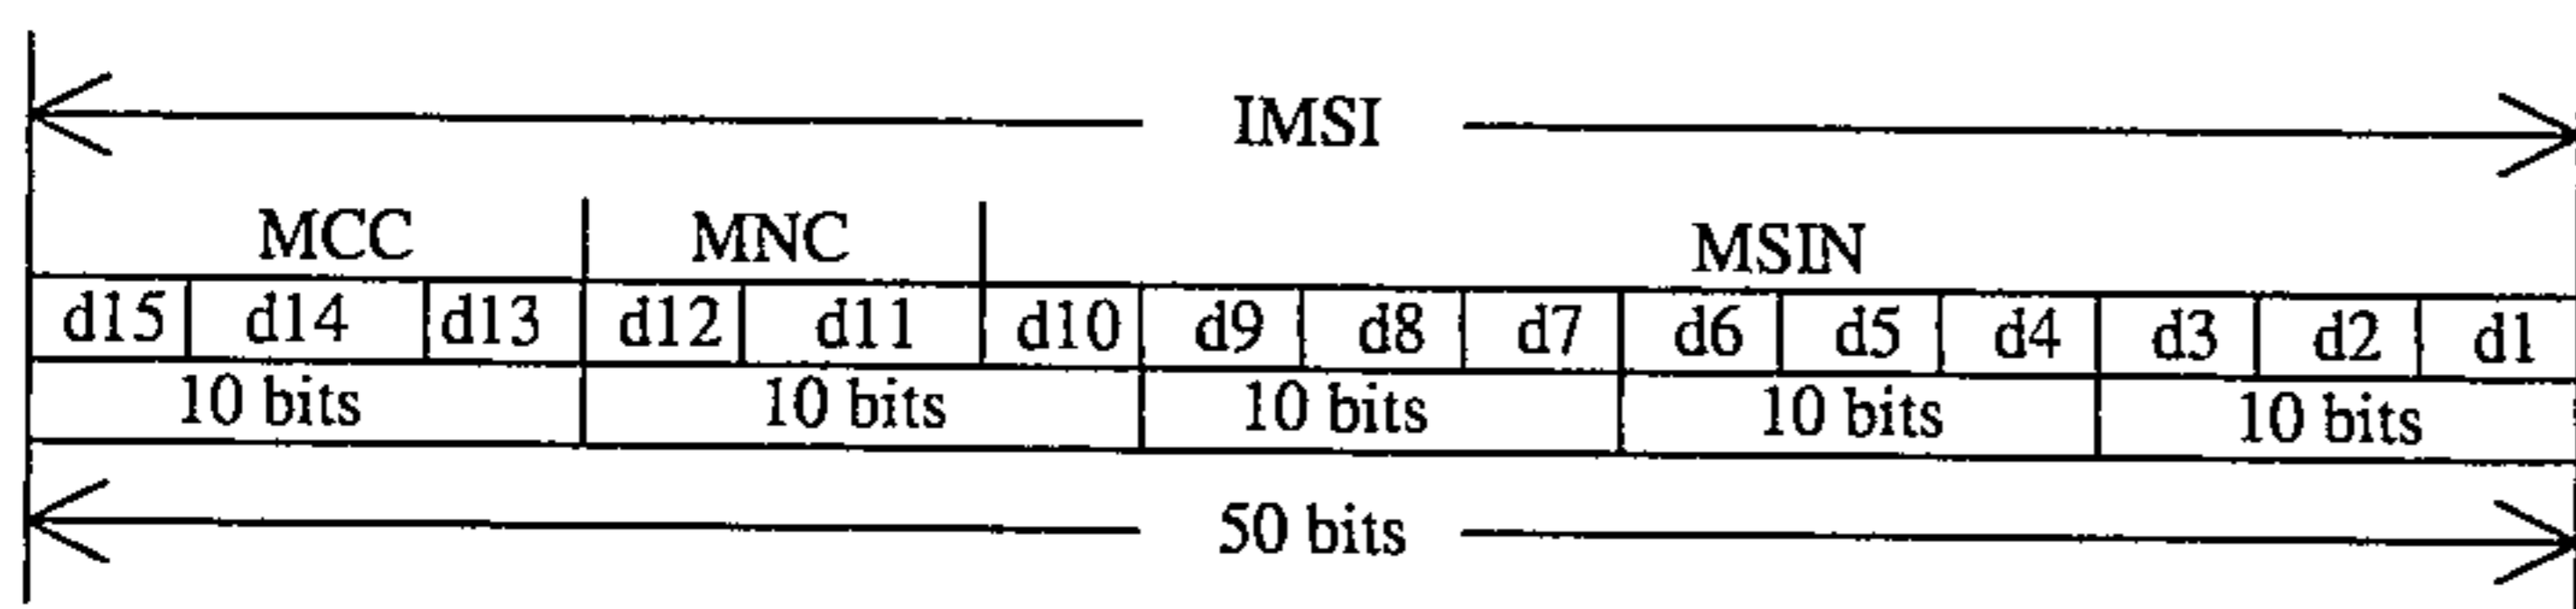 IMSI
MCC MNC MSIN
d15 d14 d13 d12 d11 d10 d9 d8 d7 d6 d5 d4 d3 d2 d1
10 bits 10 bits 10 bits 10 bits 10 bits
50 bits